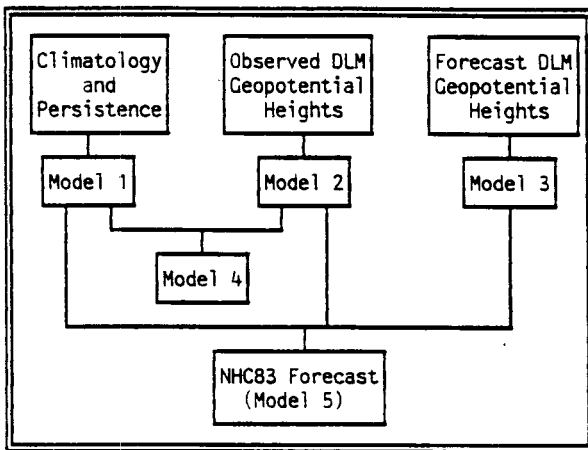 Climatology
and
Persistence
Observed DLM
Geopotential
Heights
Forecast DLM
Geopotential
Heights
Model 1
Model 2
Model 3
Model 4
NHC83 Forecast
(Model 5)